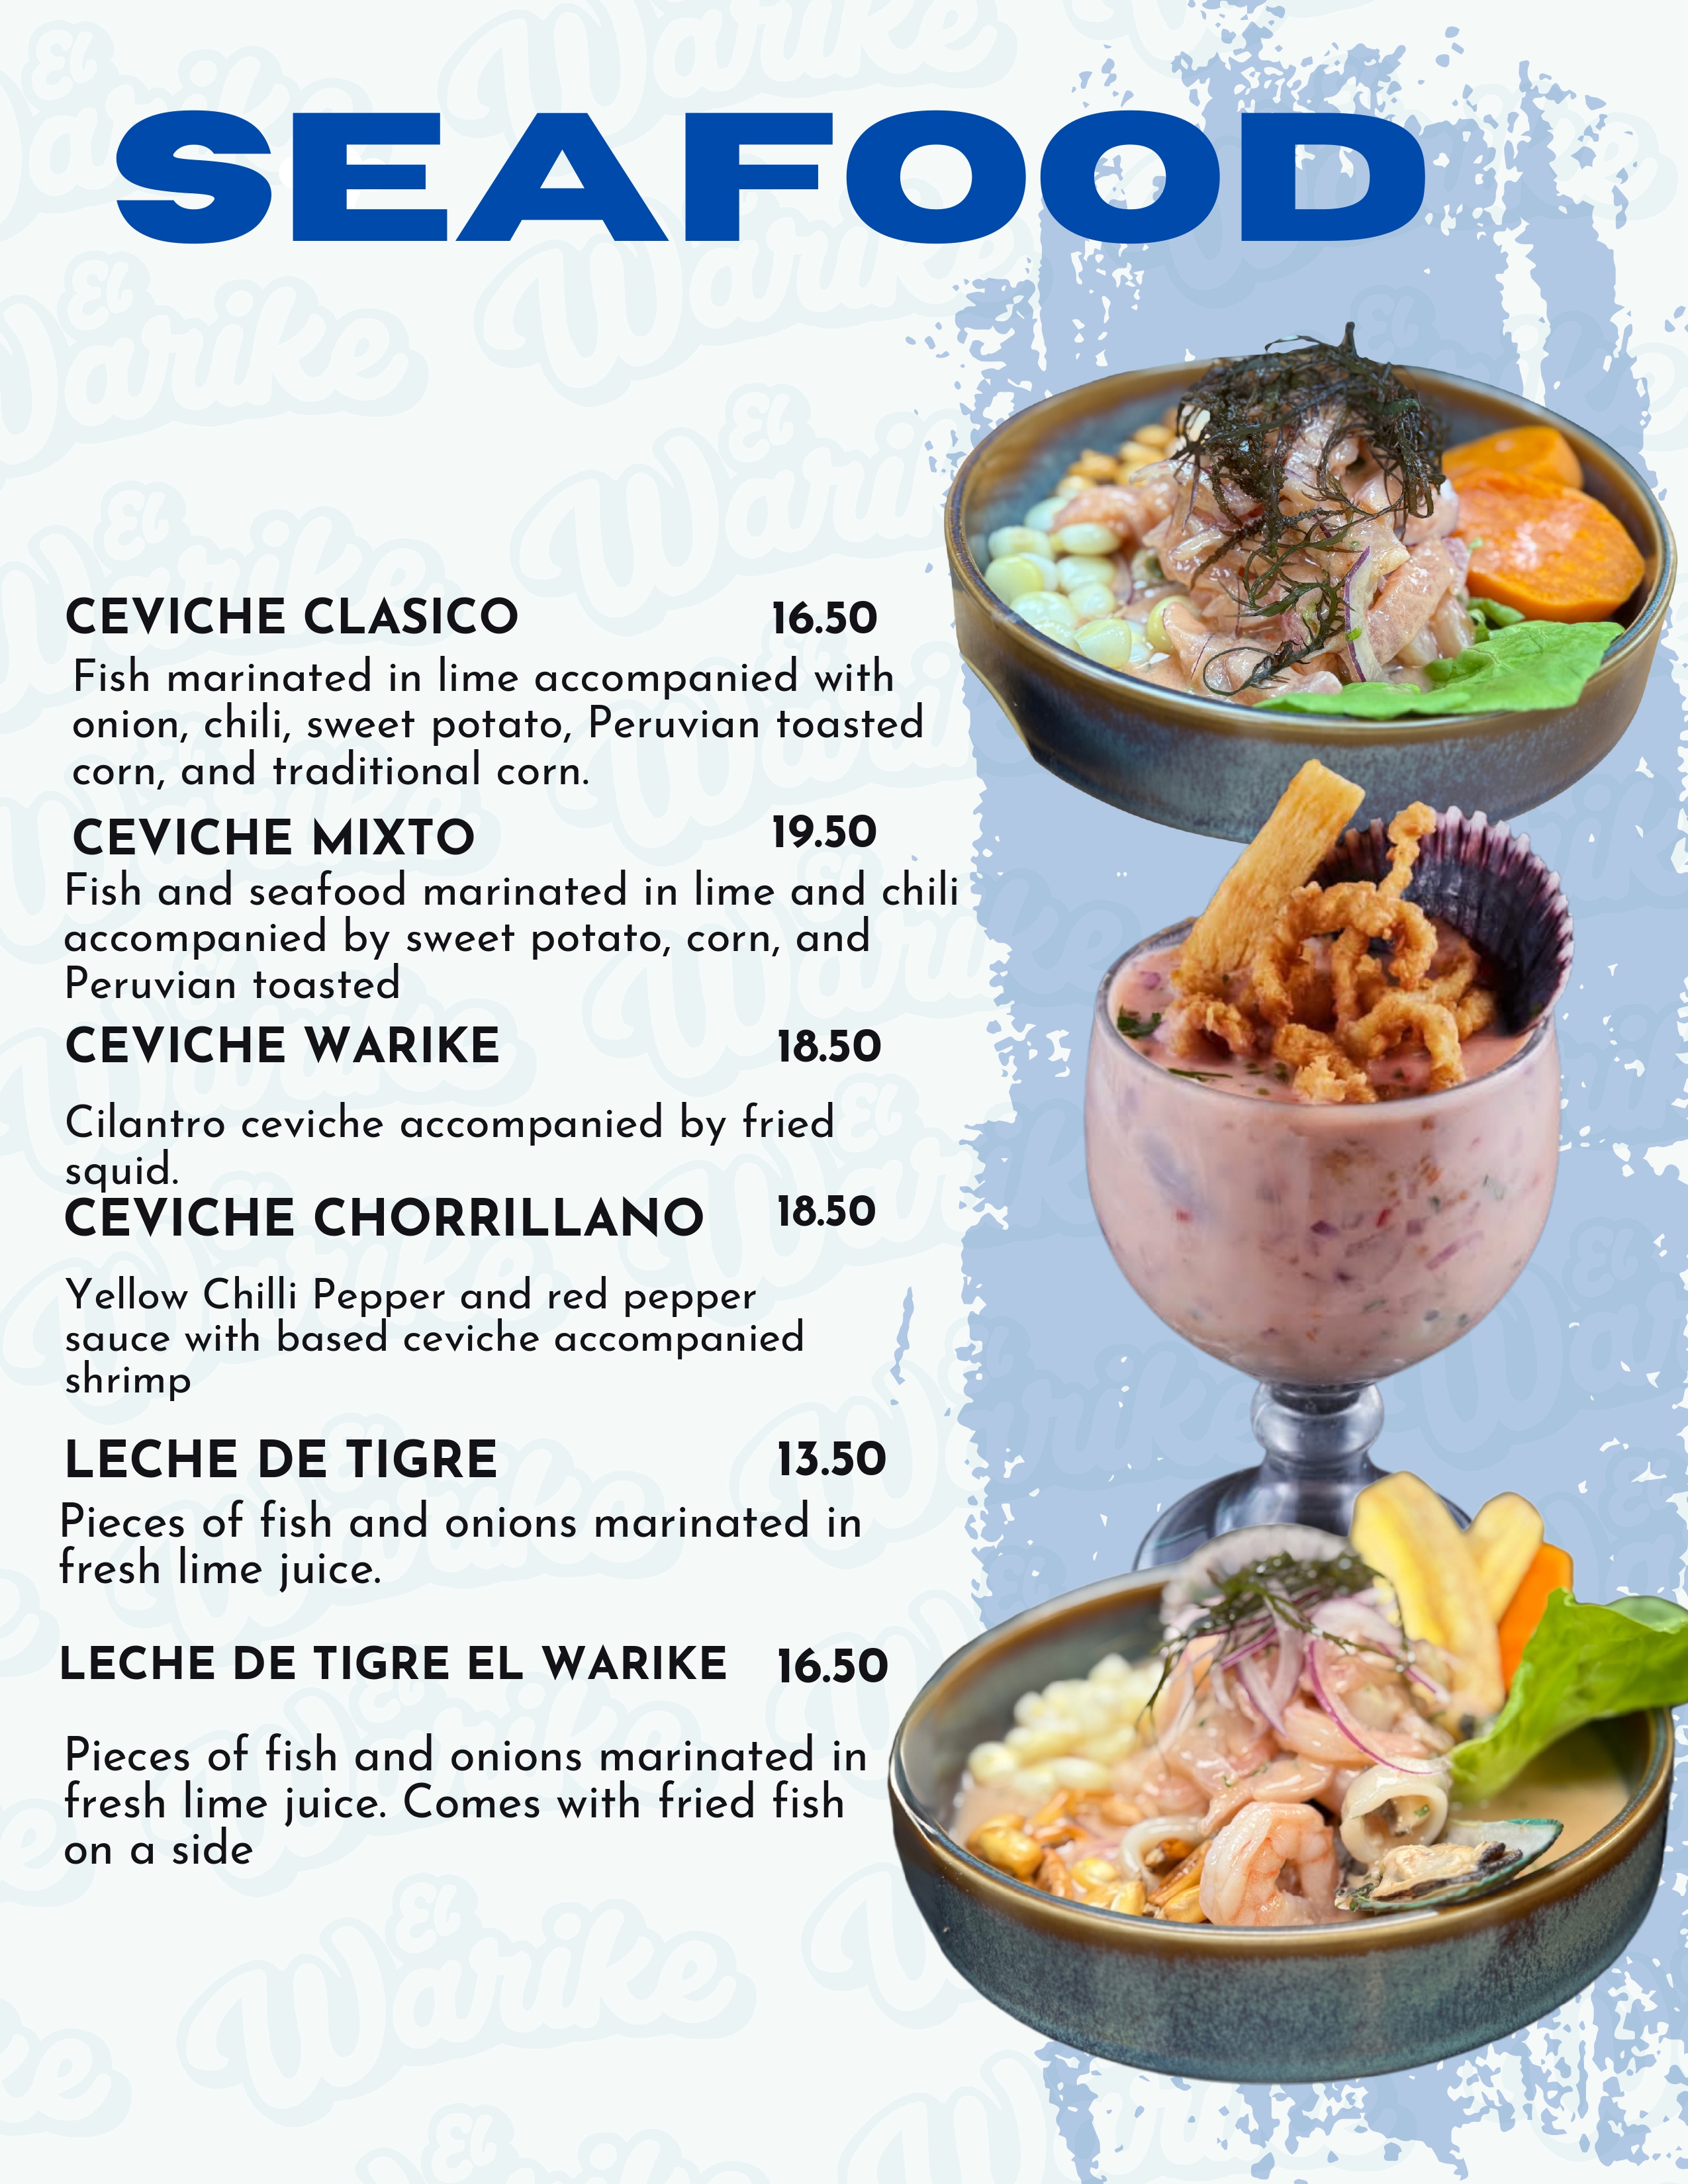 SEAFOOD
CEVICHE CLASICO 16.50
Fish marinated in lime accompanied with
onion, chili, sweet potato, Peruvian toasted
corn, and traditional corn.
CEVICHE MIXTO 19.50
Fish and seafood marinated in lime and chili
accompanied by sweet potato, corn, and
Peruvian toasted
CEVICHE WARIKE 18.50
Cilantro ceviche accompanied by fried
squid.
CEVICHE CHORRILLANO 18.50
Yellow Chilli Pepper and red pepper
sauce with based ceviche accompanied
shrimp
LECHE DE TIGRE 13.50
Pieces of fish and onions marinated in
fresh lime juice.
LECHE DE TIGRE EL WARIKE 16.50
Pieces of fish and onions marinated in
fresh lime juice. Comes with fried fish
on a side
El Warike